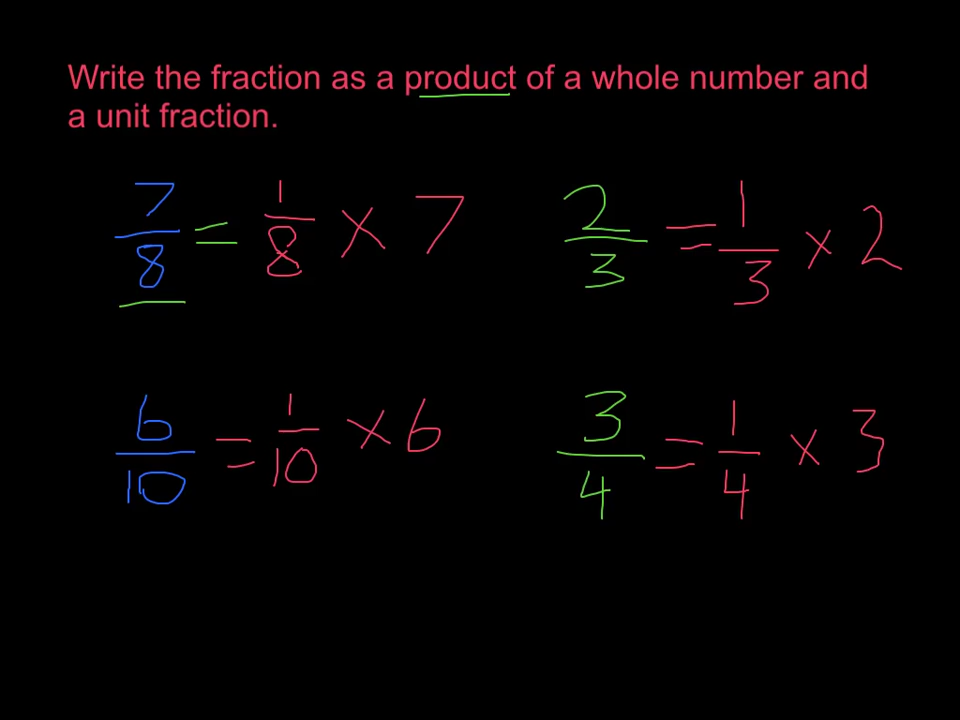 Write the fraction as a product of a whole number and
a unit fraction.
7/8 = 1/8 × 7
2/3 = 1/3 × 2
6/10 = 1/10 × 6
3/4 = 1/4 × 3